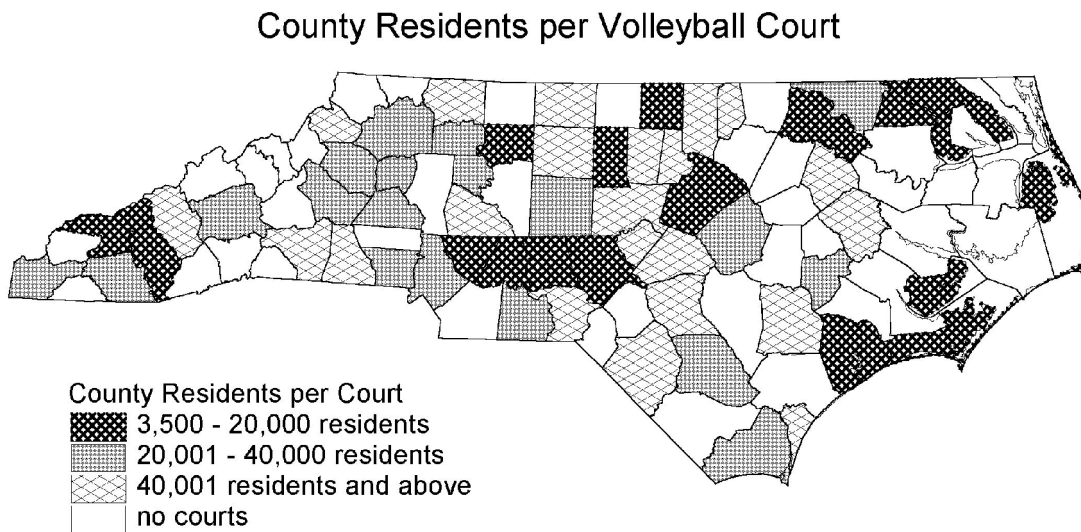 County Residents per Volleyball Court
County Residents per Court
3,500 - 20,000 residents
20,001 - 40,000 residents
40,001 residents and above
no courts